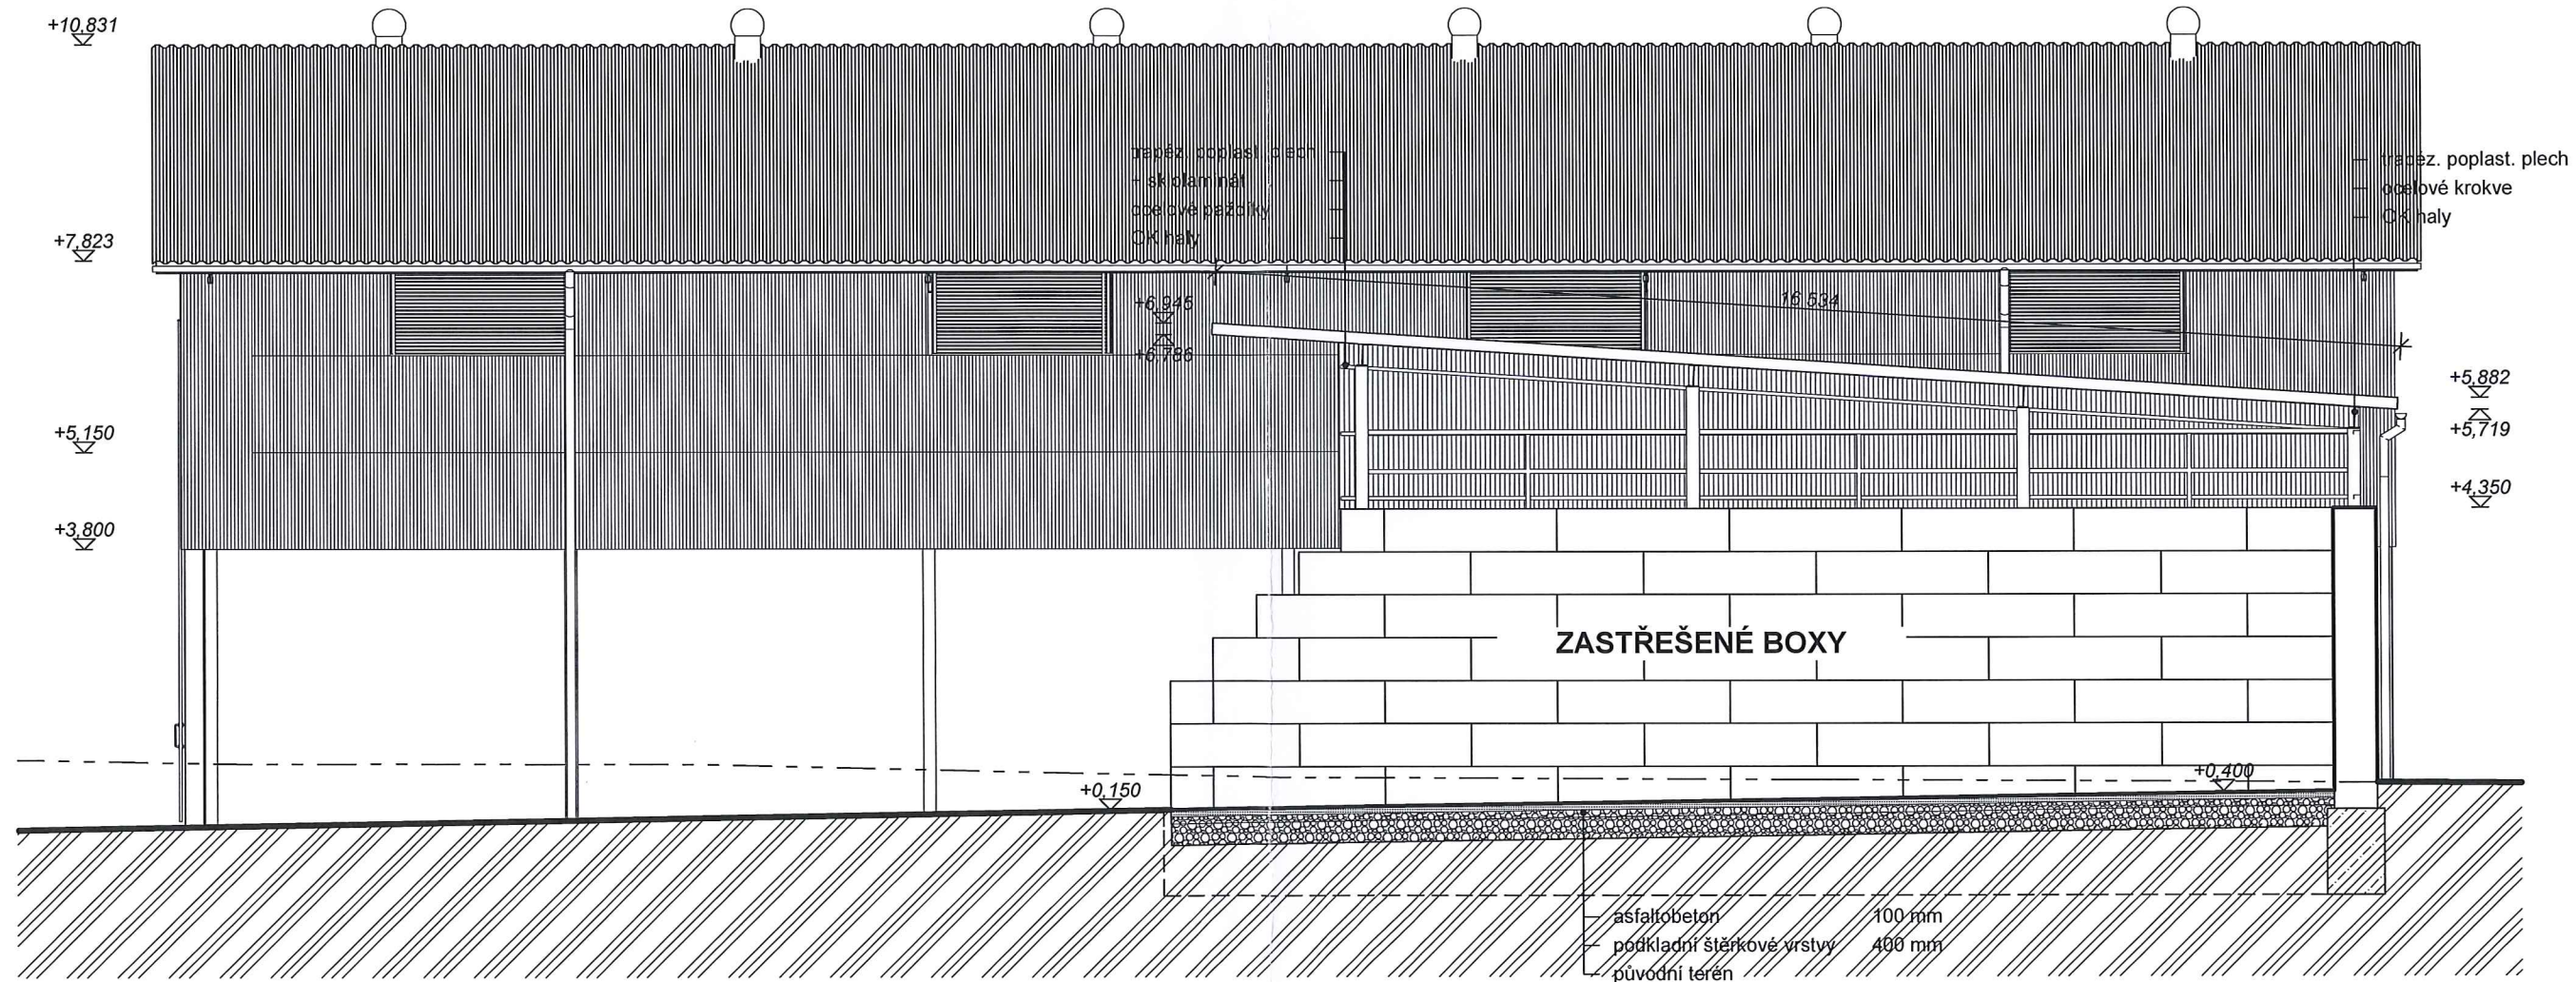 +10,831
trapéz. poplast. plech
+ sklolaminát
ocelové paždíky
OK haly
trapéz. poplast. plech
ocelové krokve
OK haly
+7,823
+6,945
+6,786
16 534
+5,882
+5,719
+5,150
+4,350
+3,800
ZASTŘEŠENÉ BOXY
+0,150
+0,400
asfaltobeton 100 mm
podkladní štěrkové vrstvy 400 mm
původní terén